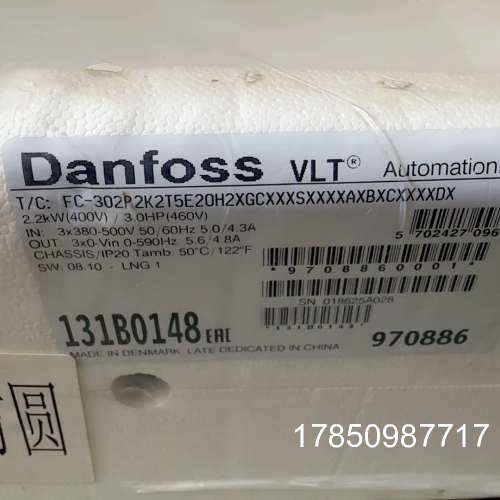 Danfoss VLT® Automation
T/C: FC-302P2K2T5E20H2XGCXXXSXXXXAXBXCXXXXDX
2.2kW(400V) / 3.0HP(460V)
IN: 3x380-500V 50/60Hz 5.0/4.3A
OUT: 3x0-Vin 0-590Hz 5.6/4.8A
CHASSIS/IP20 Tamb. 50°C/122°F
SW. 08.10 - LNG 1
5 702427 096
*9708860001*
SN 018625A028
131B0148 EAC
*131B0148*
970886
MADE IN DENMARK, LATE DEDICATED IN CHINA
圆
17850987717